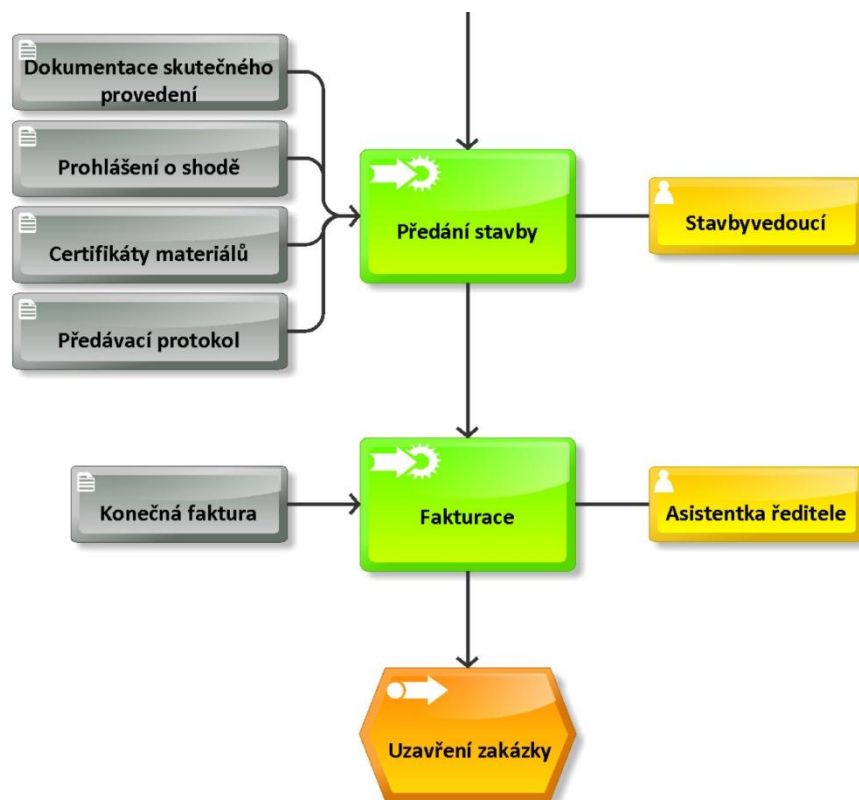 Dokumentace skutečného
provedení
Prohlášení o shodě
Certifikáty materiálů
Předávací protokol
Předání stavby
Stavbyvedoucí
Konečná faktura
Fakturace
Asistentka ředitele
Uzavření zakázky